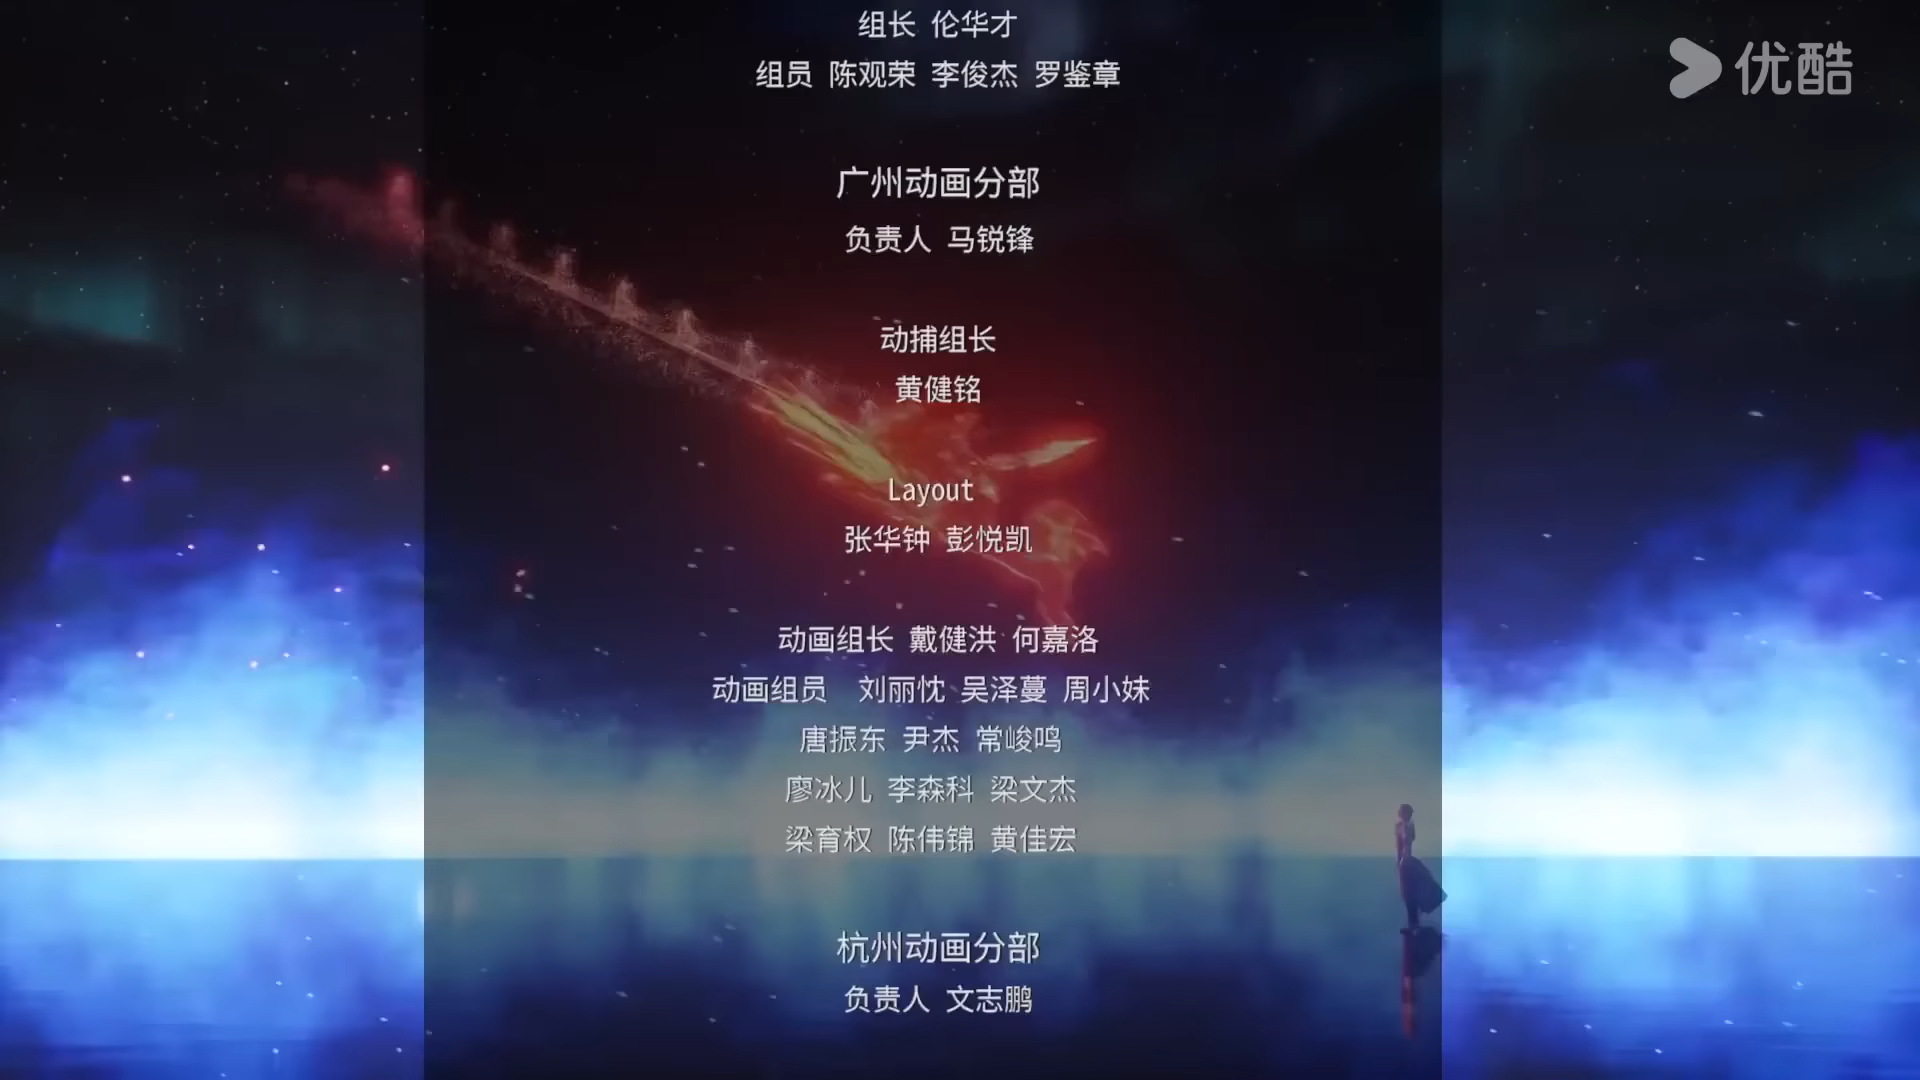 组长 伦华才
组员 陈观荣 李俊杰 罗鉴章
优酷
广州动画分部
负责人 马锐锋
动捕组长
黄健铭
Layout
张华钟 彭悦凯
动画组长 戴健洪 何嘉洛
动画组员 刘丽忱 吴泽蔓 周小妹
唐振东 尹杰 常峻鸣
廖冰儿 李森科 梁文杰
梁育权 陈伟锦 黄佳宏
杭州动画分部
负责人 文志鹏